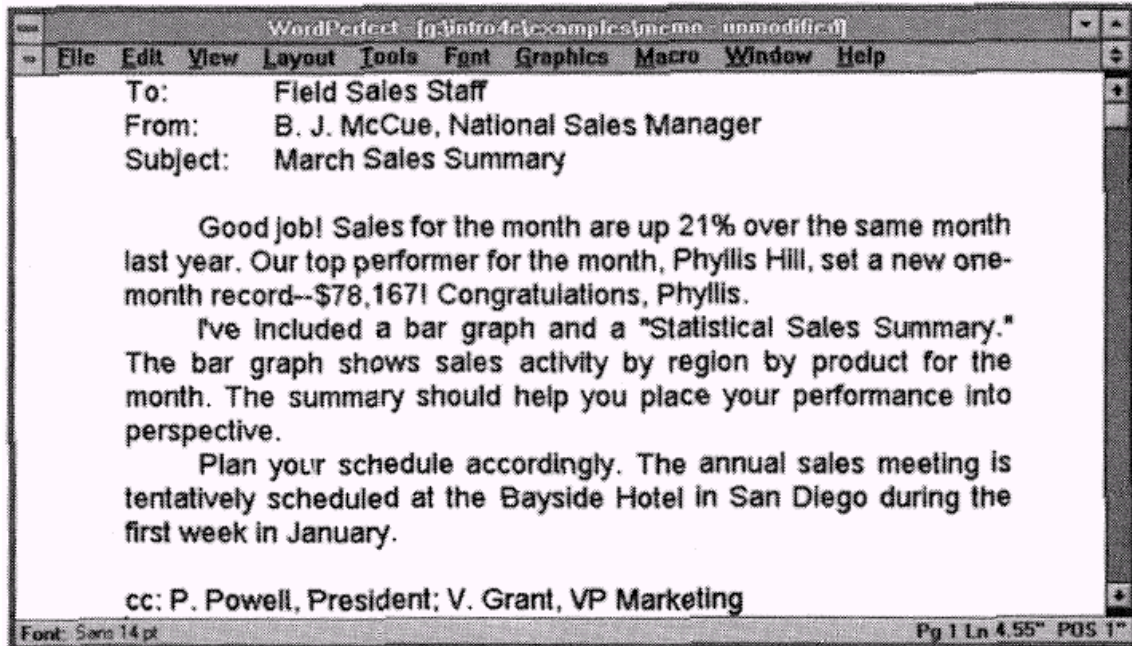 WordPerfect - [g:\intro4e\examples\memo - unmodified]
File Edit View Layout Tools Font Graphics Macro Window Help
To: Field Sales Staff
From: B. J. McCue, National Sales Manager
Subject: March Sales Summary
Good job! Sales for the month are up 21% over the same month
last year. Our top performer for the month, Phyllis Hill, set a new one-
month record--$78,167! Congratulations, Phyllis.
I've included a bar graph and a "Statistical Sales Summary."
The bar graph shows sales activity by region by product for the
month. The summary should help you place your performance into
perspective.
Plan your schedule accordingly. The annual sales meeting is
tentatively scheduled at the Bayside Hotel in San Diego during the
first week in January.
cc: P. Powell, President; V. Grant, VP Marketing
Font: Sans 14 pt Pg 1 Ln 4.55" POS 1"